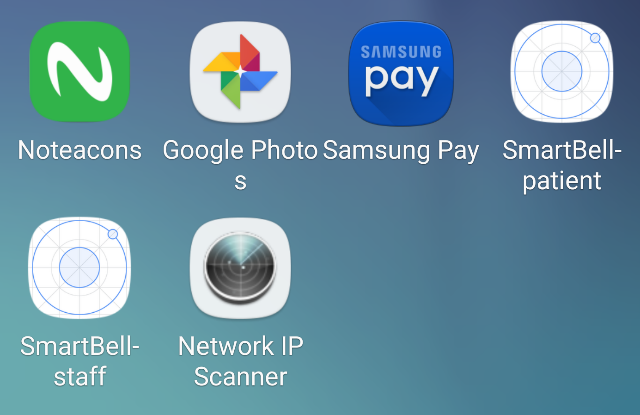 Noteacons
Google Photo
s
SAMSUNG
pay
Samsung Pay
SmartBell-
patient
SmartBell-
staff
Network IP
Scanner